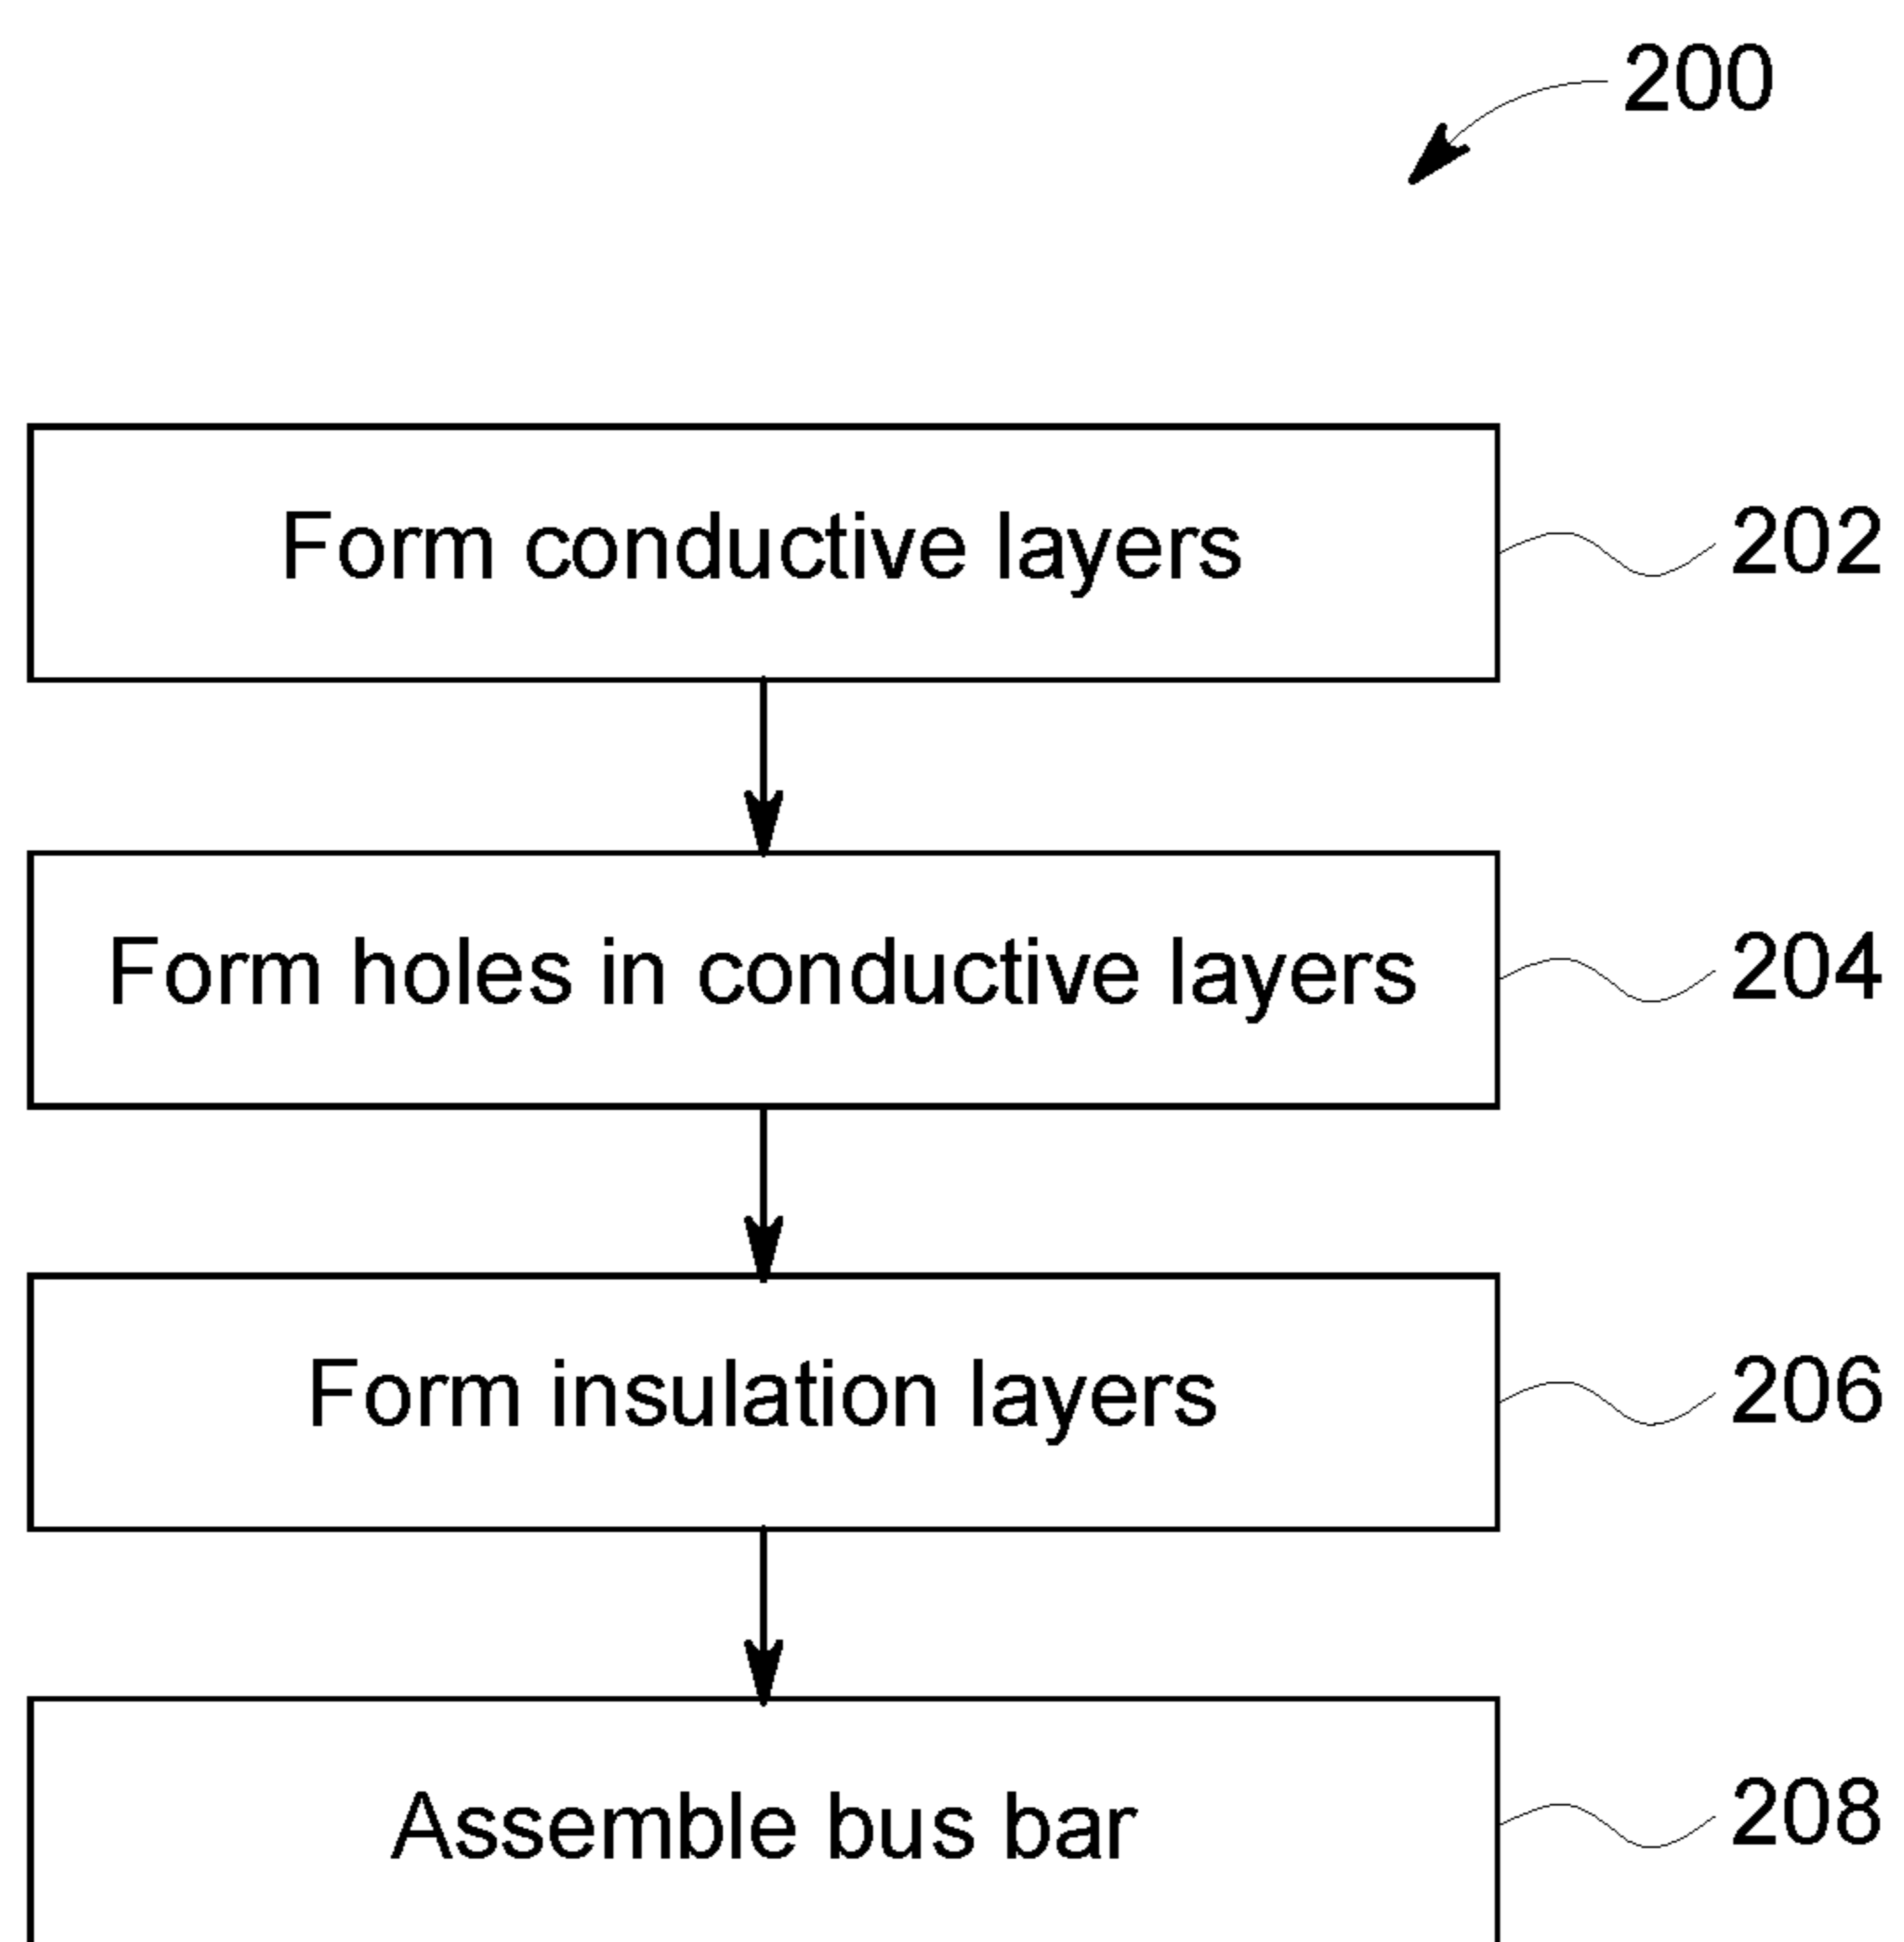 200
Form conductive layers
202
Form holes in conductive layers
204
Form insulation layers
206
Assemble bus bar
208